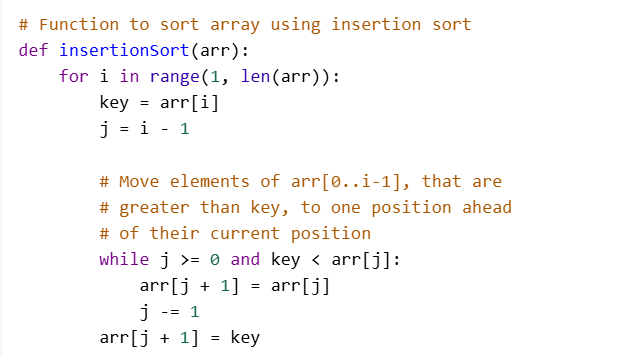 # Function to sort array using insertion sort
def insertionSort(arr):
    for i in range(1, len(arr)):
        key = arr[i]
        j = i - 1

        # Move elements of arr[0..i-1], that are
        # greater than key, to one position ahead
        # of their current position
        while j >= 0 and key < arr[j]:
            arr[j + 1] = arr[j]
            j -= 1
        arr[j + 1] = key